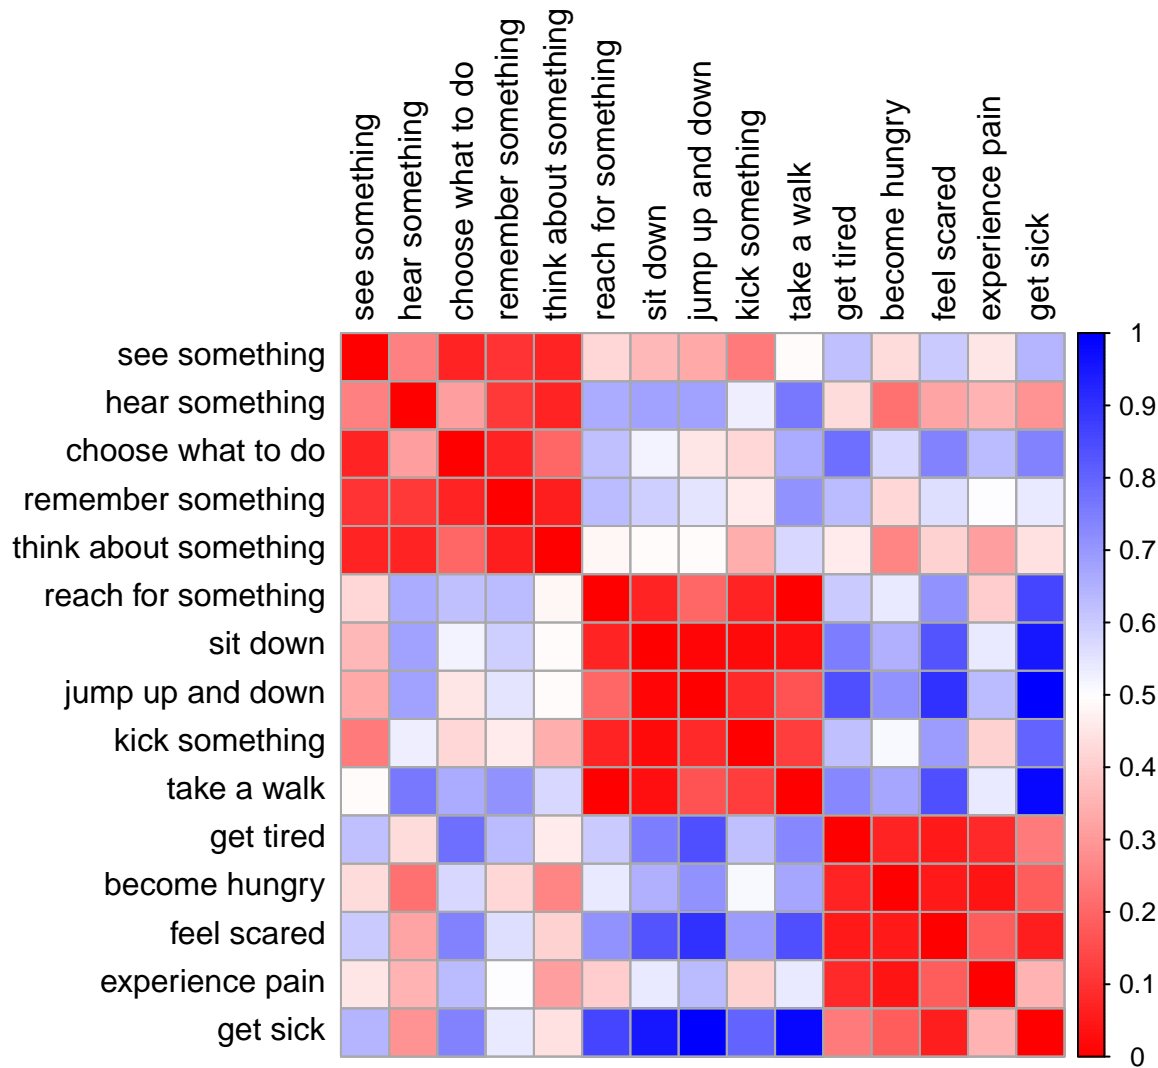 see something
hear something
choose what to do
remember something
think about something
reach for something
sit down
jump up and down
kick something
take a walk
get tired
become hungry
feel scared
experience pain
get sick
see something
hear something
choose what to do
remember something
think about something
reach for something
sit down
jump up and down
kick something
take a walk
get tired
become hungry
feel scared
experience pain
get sick
1
0.9
0.8
0.7
0.6
0.5
0.4
0.3
0.2
0.1
0